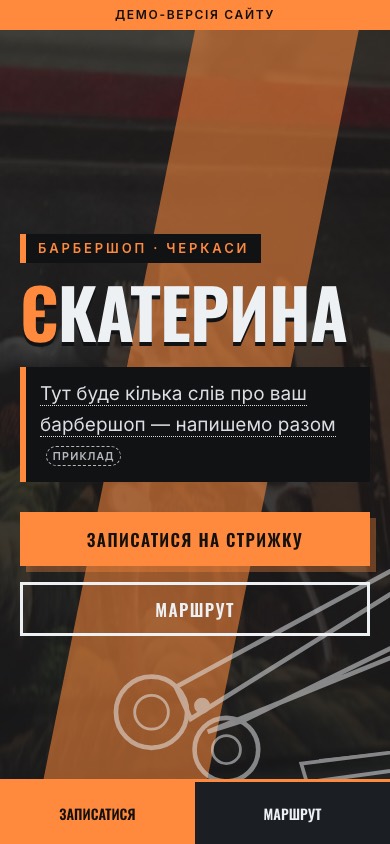 ДЕМО-ВЕРСІЯ САЙТУ
БАРБЕРШОП · ЧЕРКАСИ
ЄКАТЕРИНА
Тут буде кілька слів про ваш
барбершоп — напишемо разом
ПРИКЛАД
ЗАПИСАТИСЯ НА СТРИЖКУ
МАРШРУТ
ЗАПИСАТИСЯ
МАРШРУТ